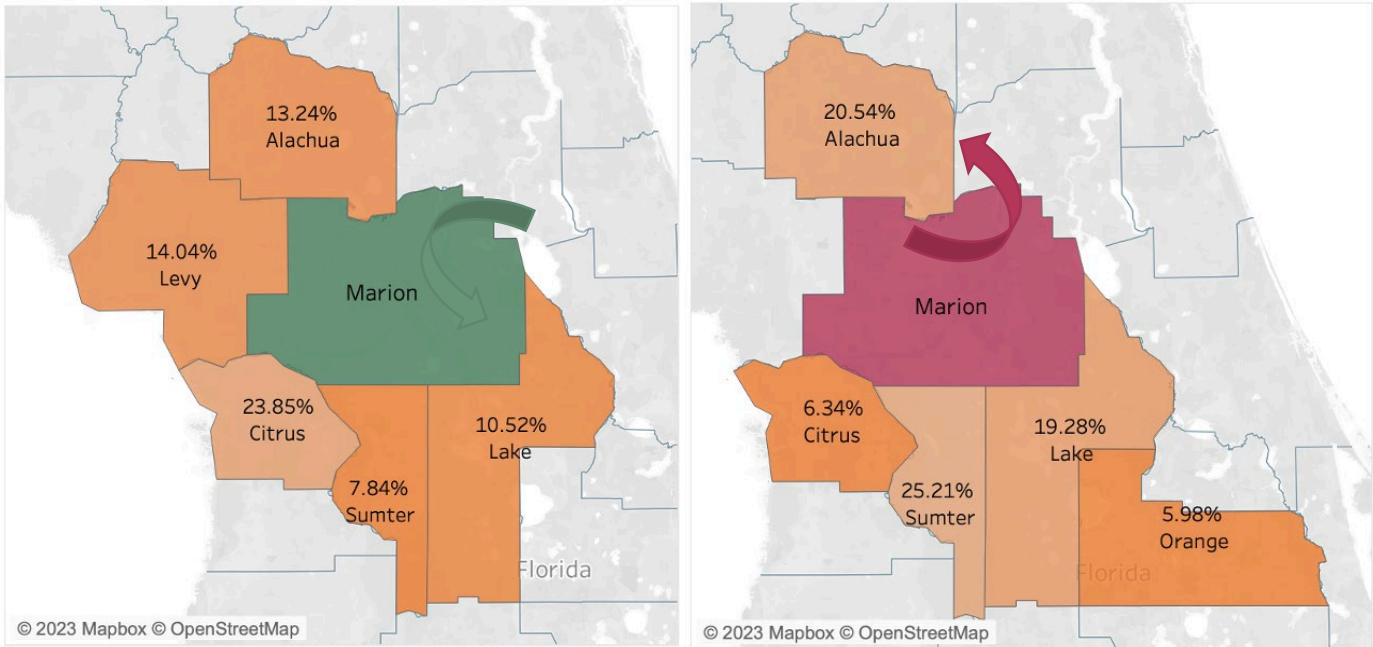 13.24%
Alachua
14.04%
Levy
Marion
23.85%
Citrus
10.52%
Lake
7.84%
Sumter
Florida
© 2023 Mapbox © OpenStreetMap
20.54%
Alachua
Marion
6.34%
Citrus
19.28%
Lake
25.21%
Sumter
5.98%
Orange
Florida
© 2023 Mapbox © OpenStreetMap